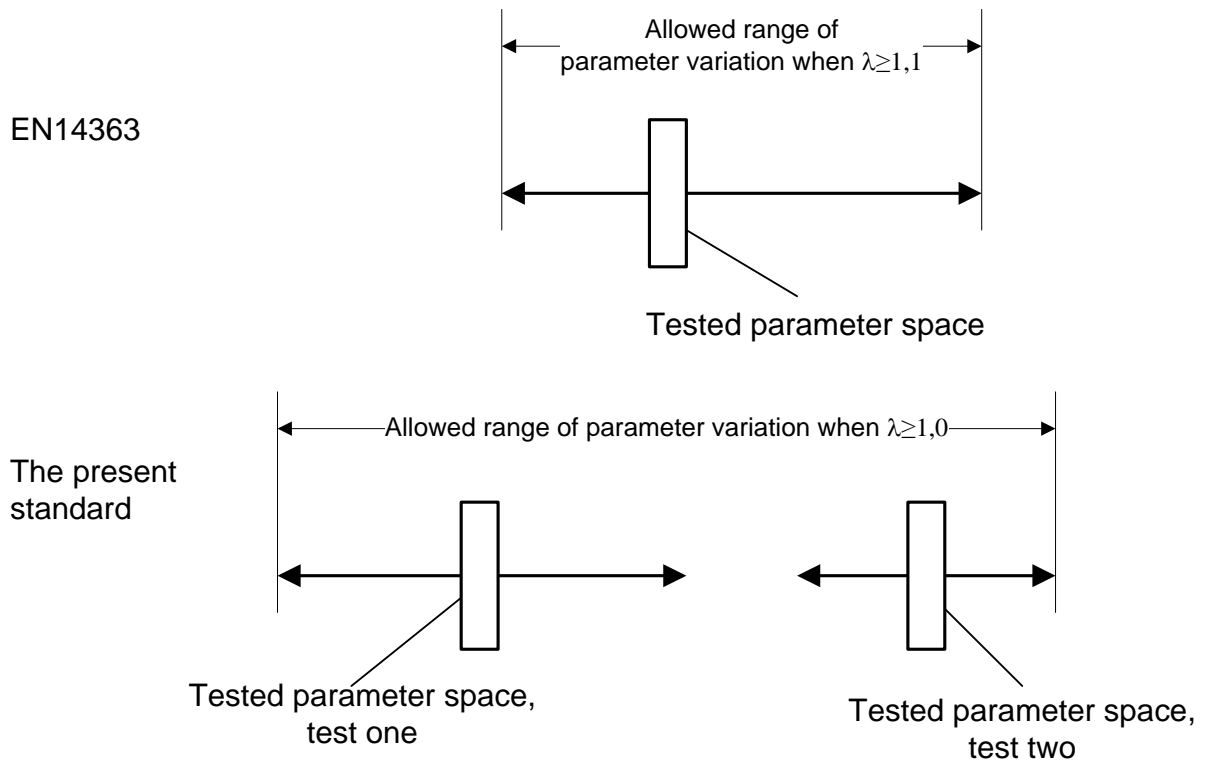 Allowed range of
parameter variation when λ≥1,1
EN14363
Tested parameter space
Allowed range of parameter variation when λ≥1,0
The present
standard
Tested parameter space,
test one
Tested parameter space,
test two